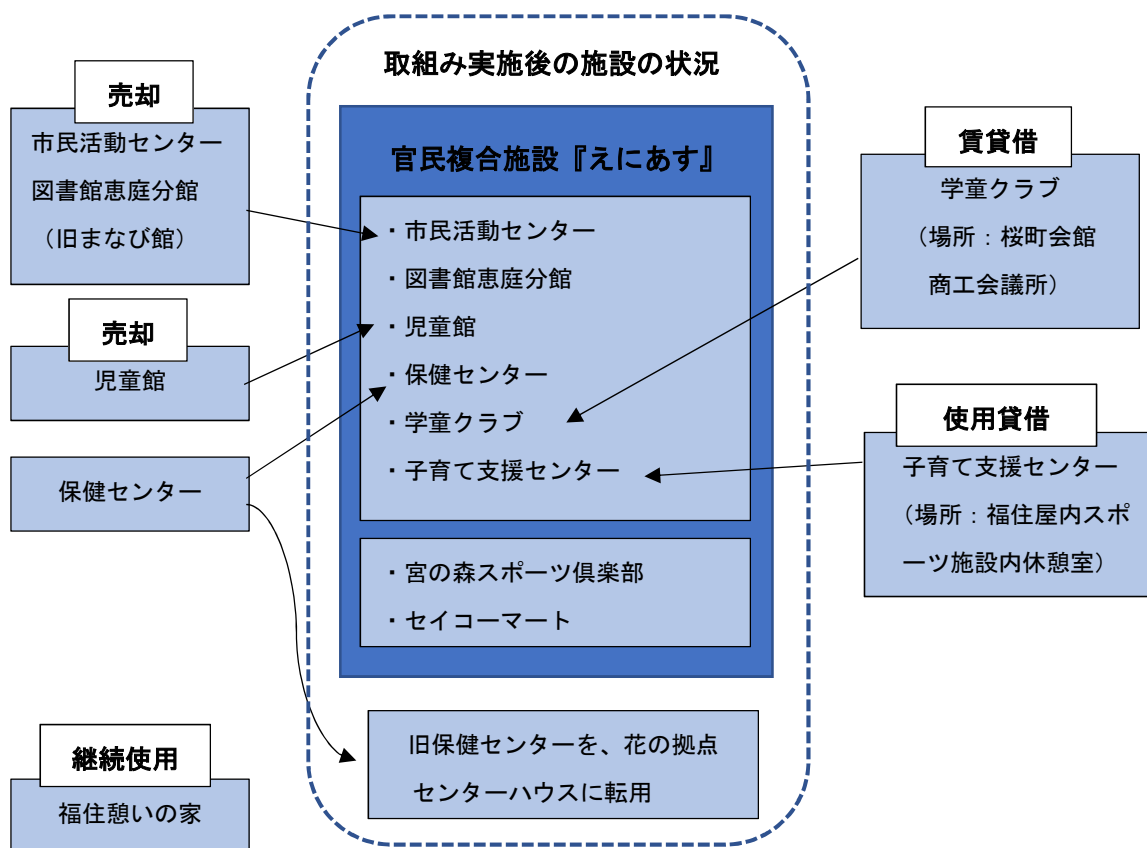 取組み実施後の施設の状況
売却
市民活動センター
図書館恵庭分館
（旧まなび館）
売却
児童館
保健センター
継続使用
福住憩いの家
官民複合施設『えにあす』
・市民活動センター
・図書館恵庭分館
・児童館
・保健センター
・学童クラブ
・子育て支援センター
・宮の森スポーツ倶楽部
・セイコーマート
旧保健センターを、花の拠点
センターハウスに転用
賃貸借
学童クラブ
（場所：桜町会館
商工会議所）
使用貸借
子育て支援センター
（場所：福住屋内スポ
ーツ施設内休憩室）